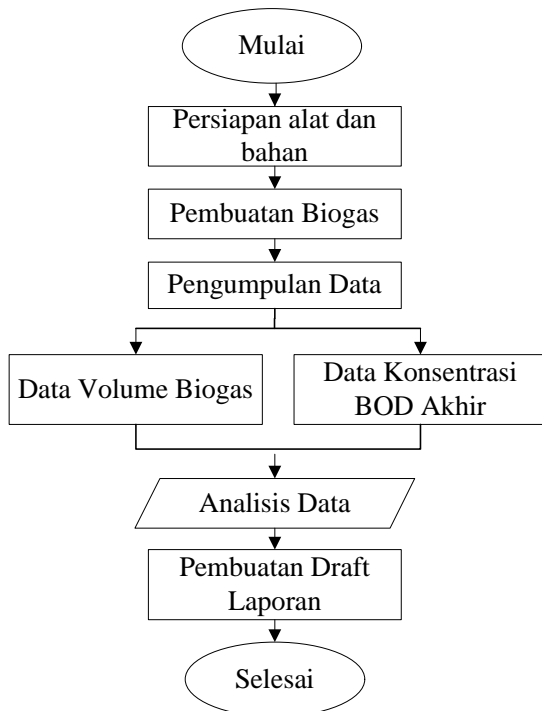 Mulai
Persiapan alat dan
bahan
Pembuatan Biogas
Pengumpulan Data
Data Volume Biogas
Data Konsentrasi
BOD Akhir
Analisis Data
Pembuatan Draft
Laporan
Selesai